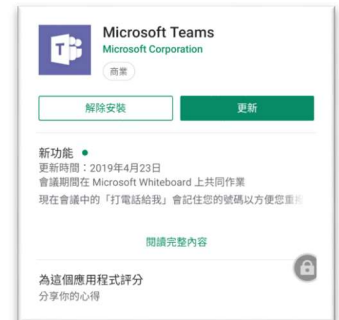 Microsoft Teams
Microsoft Corporation
商業
解除安裝
更新
新功能
更新時間：2019年4月23日
會議期間在 Microsoft Whiteboard 上共同作業
現在會議中的「打電話給我」會記住您的號碼以方便您重
閱讀完整內容
為這個應用程式評分
分享你的心得